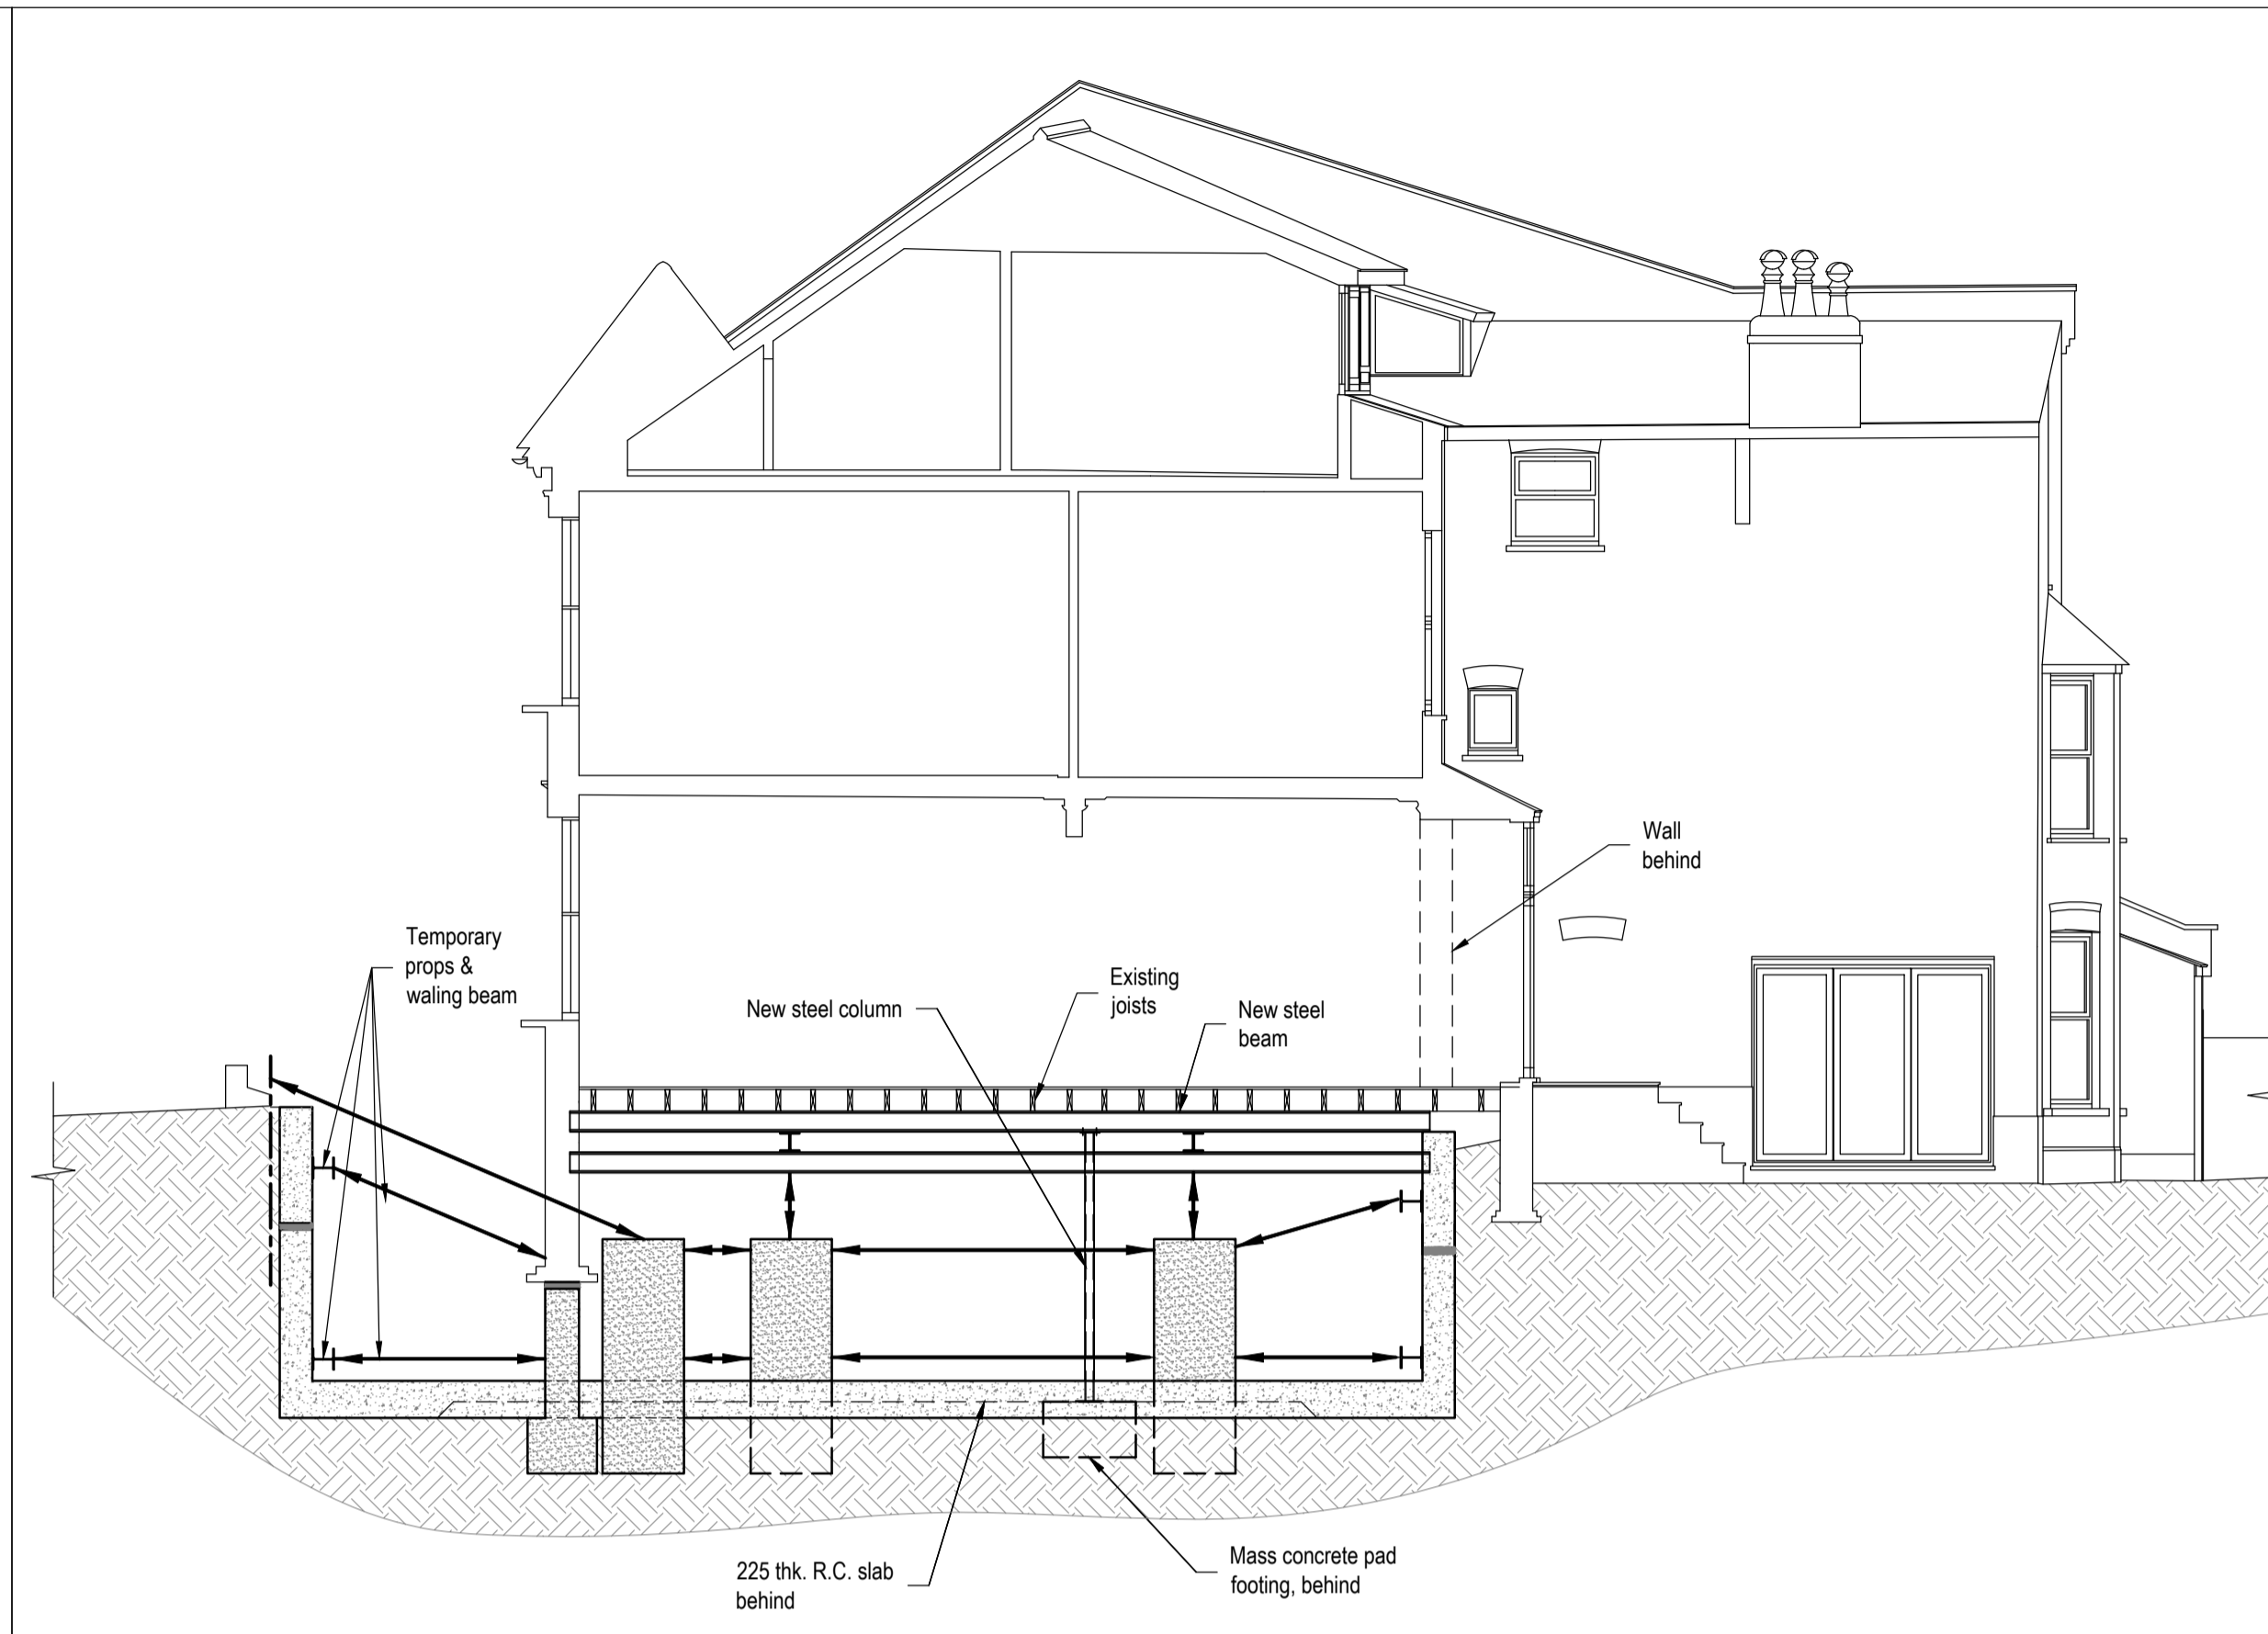 Wall
behind
Temporary
props &
waling beam
Existing
joists
New steel column
New steel
beam
Mass concrete pad
footing, behind
225 thk. R.C. slab
behind